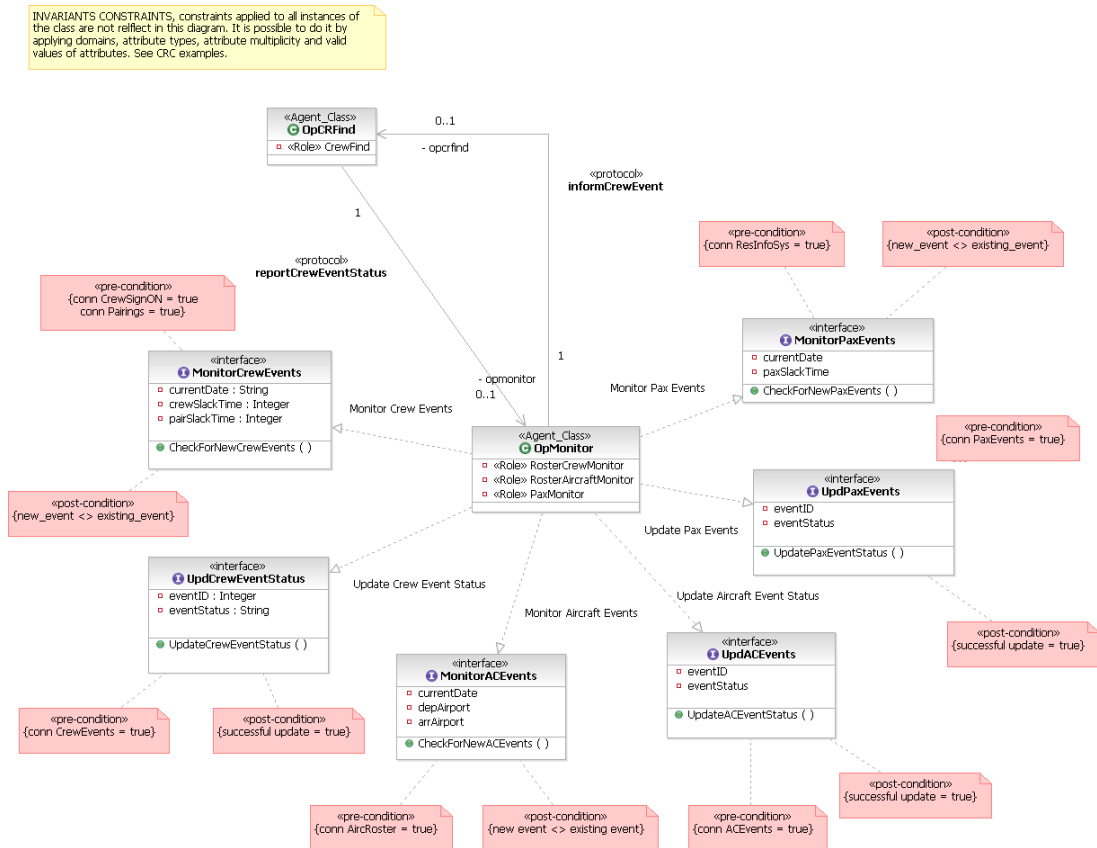 INVARIANTS CONSTRAINTS, constraints applied to all instances of
the class are not relflect in this diagram. It is possible to do it by
applying domains, attribute types, attribute multiplicity and valid
values of attributes. See CRC examples.
«Agent_Class»
OpCRFind
«Role» CrewFind
0..1
- opcrfind
«protocol»
informCrewEvent
1
«protocol»
reportCrewEventStatus
«pre-condition»
{conn ResInfoSys = true}
«post-condition»
{new_event <> existing_event}
«pre-condition»
{conn CrewSignON = true
conn Pairings = true}
«interface»
MonitorPaxEvents
currentDate
paxSlackTime
CheckForNewPaxEvents ( )
«interface»
MonitorCrewEvents
currentDate : String
crewSlackTime : Integer
pairSlackTime : Integer
CheckForNewCrewEvents ( )
1
- opmonitor
0..1
Monitor Pax Events
Monitor Crew Events
«Agent_Class»
OpMonitor
«Role» RosterCrewMonitor
«Role» RosterAircraftMonitor
«Role» PaxMonitor
«pre-condition»
{conn PaxEvents = true}
«interface»
UpdPaxEvents
eventID
eventStatus
UpdatePaxEventStatus ( )
«post-condition»
{new_event <> existing_event}
Update Pax Events
«interface»
UpdCrewEventStatus
eventID : Integer
eventStatus : String
UpdateCrewEventStatus ( )
Update Crew Event Status
Update Aircraft Event Status
Monitor Aircraft Events
«post-condition»
{successful update = true}
«interface»
UpdACEvents
eventID
eventStatus
UpdateACEventStatus ( )
«interface»
MonitorACEvents
currentDate
depAirport
arrAirport
CheckForNewACEvents ( )
«pre-condition»
{conn CrewEvents = true}
«post-condition»
{successful update = true}
«post-condition»
{successful update = true}
«pre-condition»
{conn AircRoster = true}
«post-condition»
{new event <> existing event}
«pre-condition»
{conn ACEvents = true}